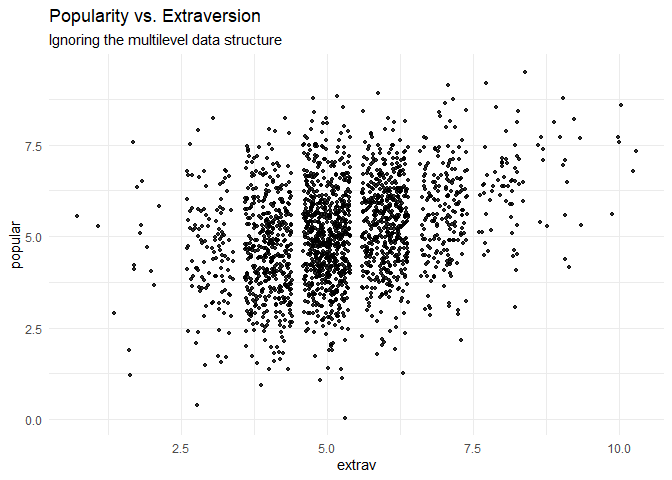 Popularity vs. Extraversion
Ignoring the multilevel data structure
popular
7.5
5.0
2.5
0.0
2.5
5.0
7.5
10.0
extrav